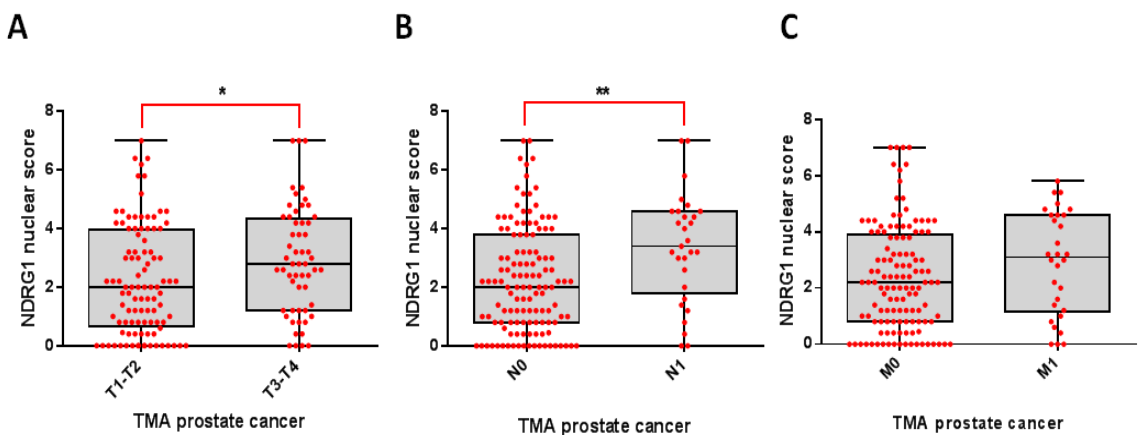 A
B
C
*
**
NDRG1 nuclear score
8
6
4
2
0
T1-T2
T3-T4
TMA prostate cancer
NDRG1 nuclear score
8
6
4
2
0
N0
N1
TMA prostate cancer
NDRG1 nuclear score
8
6
4
2
0
M0
M1
TMA prostate cancer